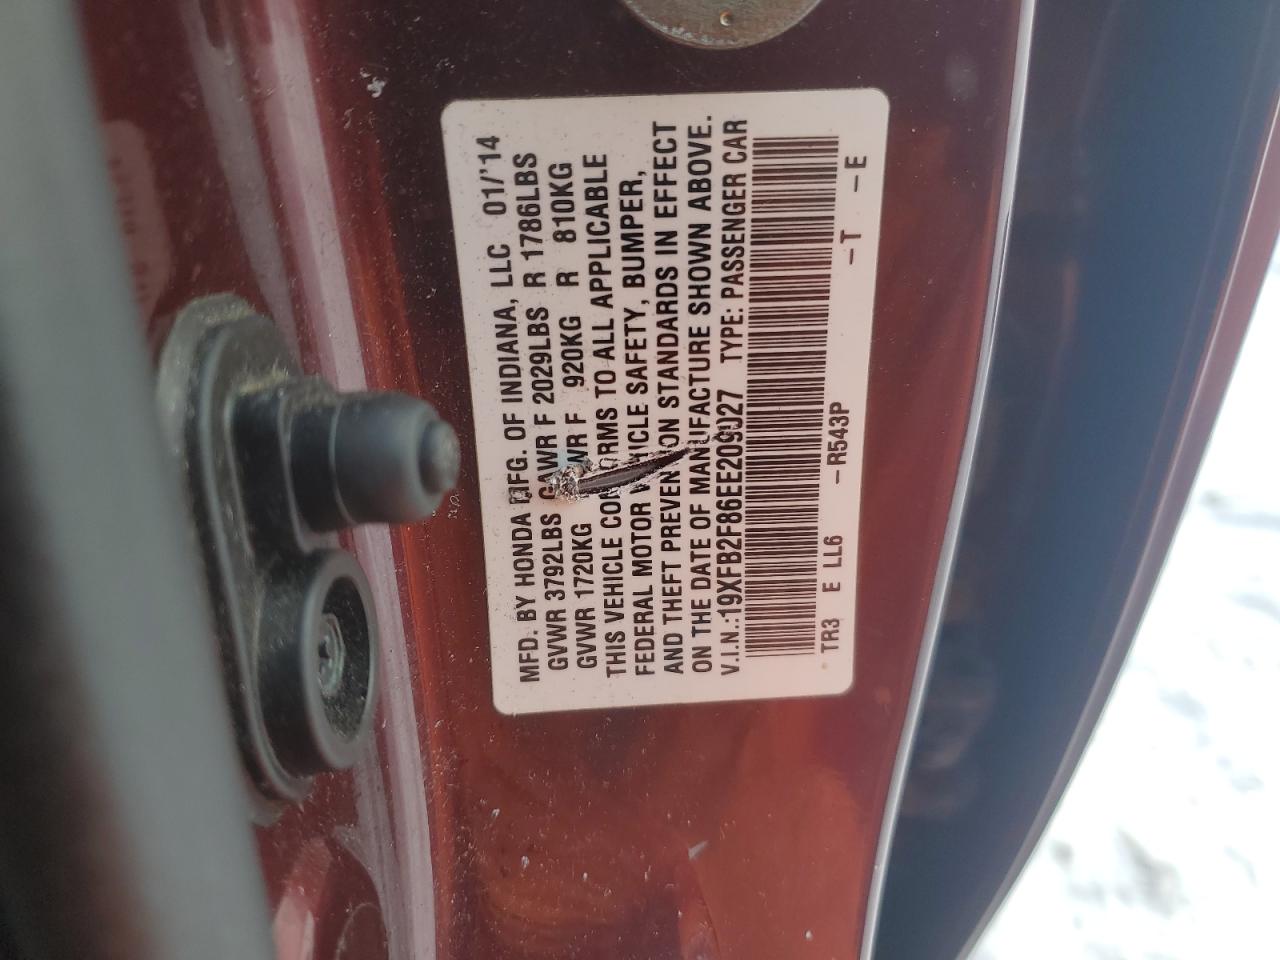 MFD. BY HONDA MFG. OF INDIANA, LLC 01/'14
GVWR 3792LBS GAWR F 2029LBS R 1786LBS
GVWR 1720KG GAWR F 920KG R 810KG
THIS VEHICLE CONFORMS TO ALL APPLICABLE
FEDERAL MOTOR VEHICLE SAFETY, BUMPER,
AND THEFT PREVENTION STANDARDS IN EFFECT
ON THE DATE OF MANUFACTURE SHOWN ABOVE.
V.I.N.:19XFB2F86EE209027 TYPE: PASSENGER CAR
TR3 E LL6 -R543P -T -E